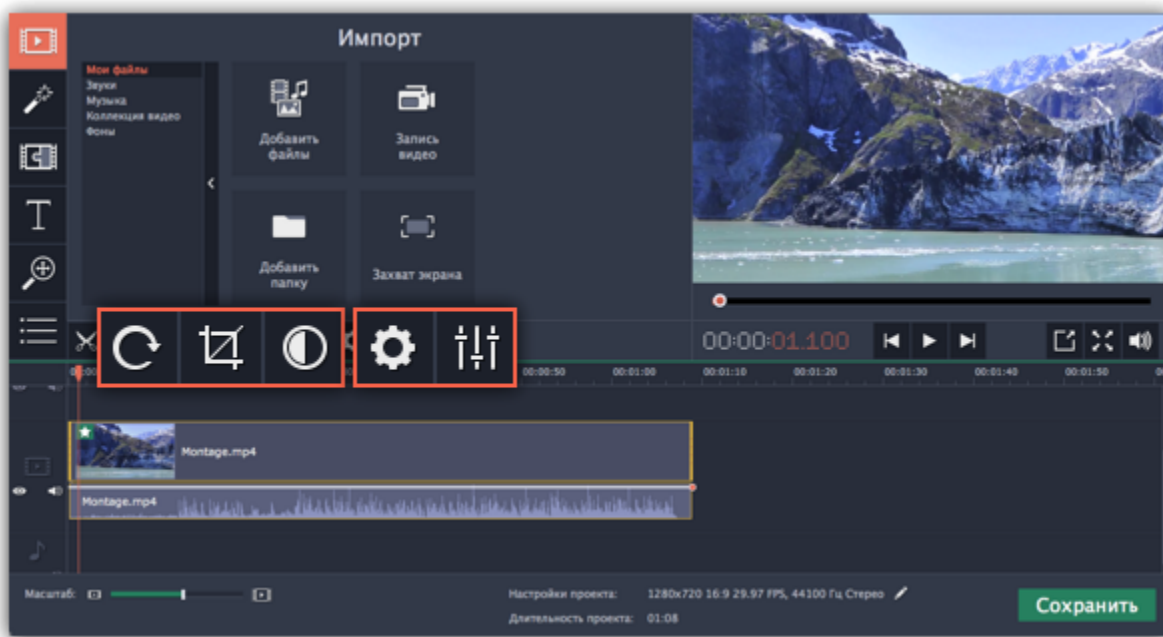 Импорт
Мои файлы
Звуки
Музыка
Коллекция видео
Фоны
Добавить
файлы
Запись
видео
Добавить
папку
Захват экрана
00:00:01.100
00:00:50
00:01:00
00:01:10
00:01:20
00:01:30
00:01:40
00:01:50
Montage.mp4
Montage.mp4
Масштаб:
Настройки проекта: 1280x720 16:9 29.97 FPS, 44100 Гц Стерео
Длительность проекта: 01:08
Сохранить